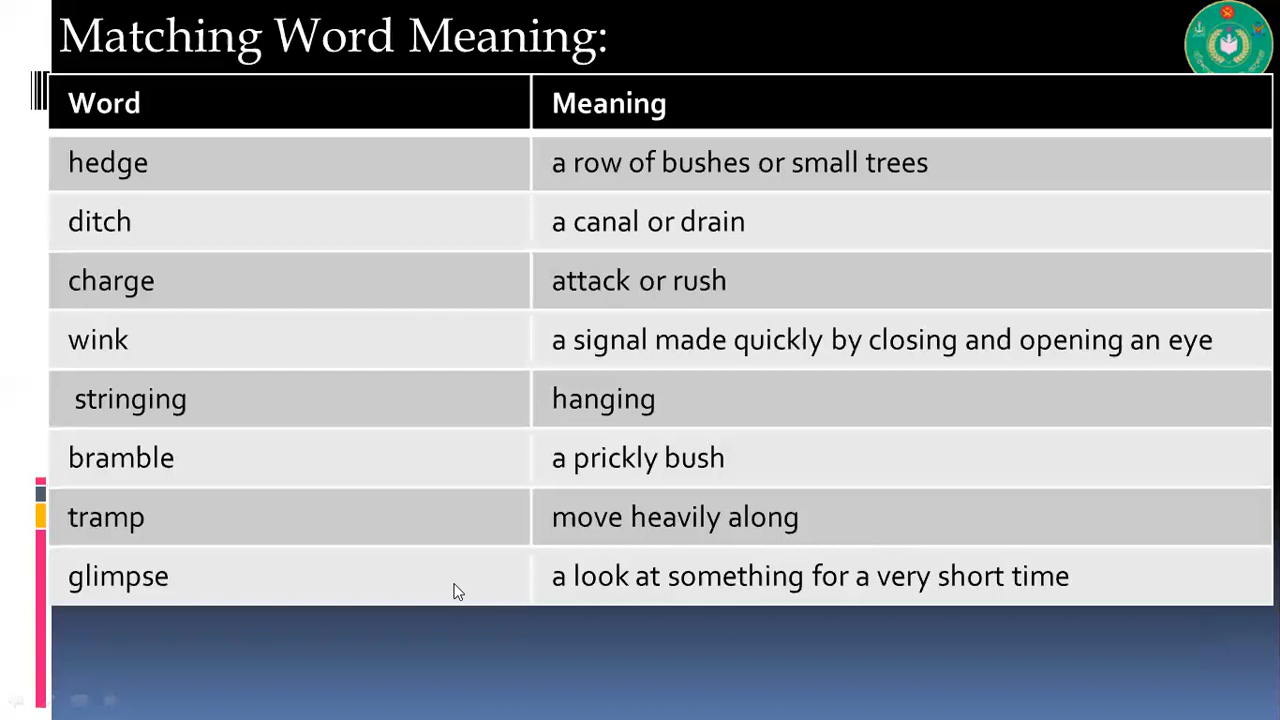 Matching Word Meaning:
Word Meaning
hedge a row of bushes or small trees
ditch a canal or drain
charge attack or rush
wink a signal made quickly by closing and opening an eye
stringing hanging
bramble a prickly bush
tramp move heavily along
glimpse a look at something for a very short time